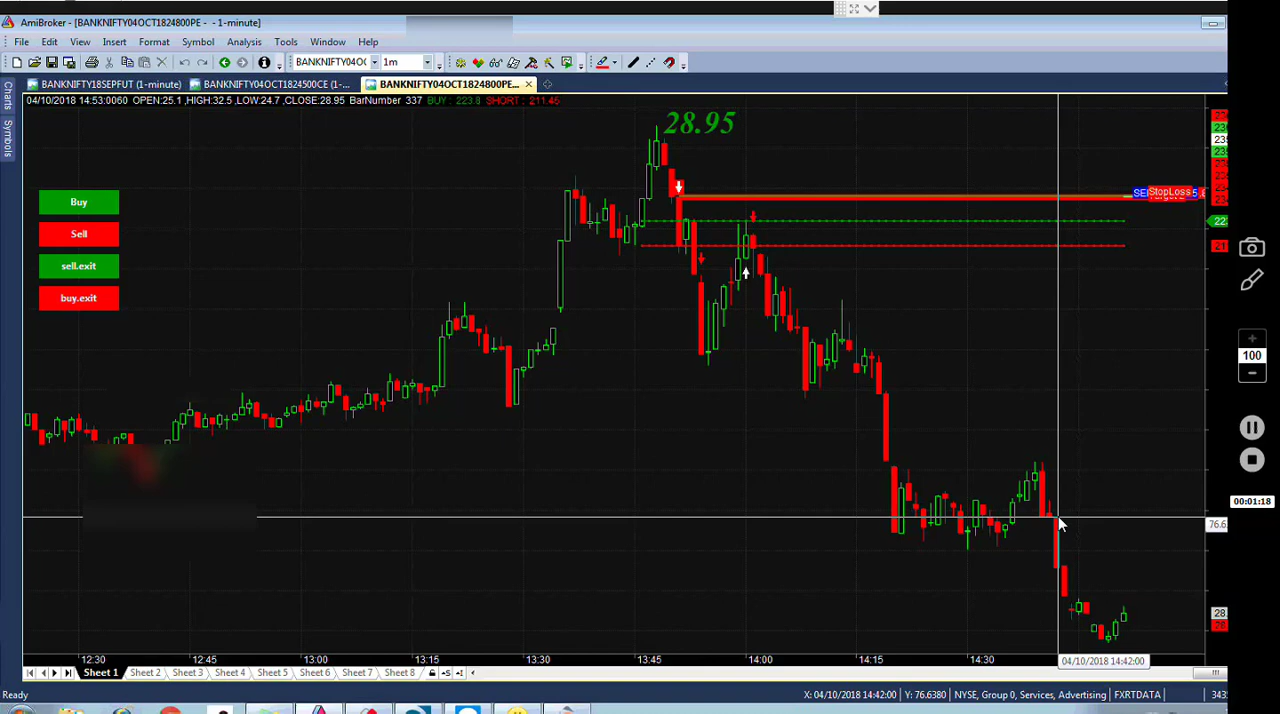 AmiBroker - [BANKNIFTY04OCT1824800PE - - 1-minute]
File Edit View Insert Format Symbol Analysis Tools Window Help
BANKNIFTY04O 1m
BANKNIFTY18SEPFUT (1-minute) BANKNIFTY04OCT1824500CE (1-... BANKNIFTY04OCT1824800PE...
04/10/2018 14:53:0060 OPEN:25.1 ,HIGH:32.5 ,LOW:24.7 ,CLOSE:28.95 BarNumber 337 BUY : 223.8 SHORT : 211.45
Charts
Symbols
28.95
StopLoss
Buy
Sell
sell.exit
buy.exit
100
00:01:18
76.6
28.
12:30 12:45 13:00 13:15 13:30 13:45 14:00 14:15 14:30
04/10/2018 14:42:00
Sheet 1 Sheet 2 Sheet 3 Sheet 4 Sheet 5 Sheet 6 Sheet 7 Sheet 8
Ready X: 04/10/2018 14:42:00 Y: 76.6380 NYSE, Group 0, Services, Advertising FXRTDATA 343